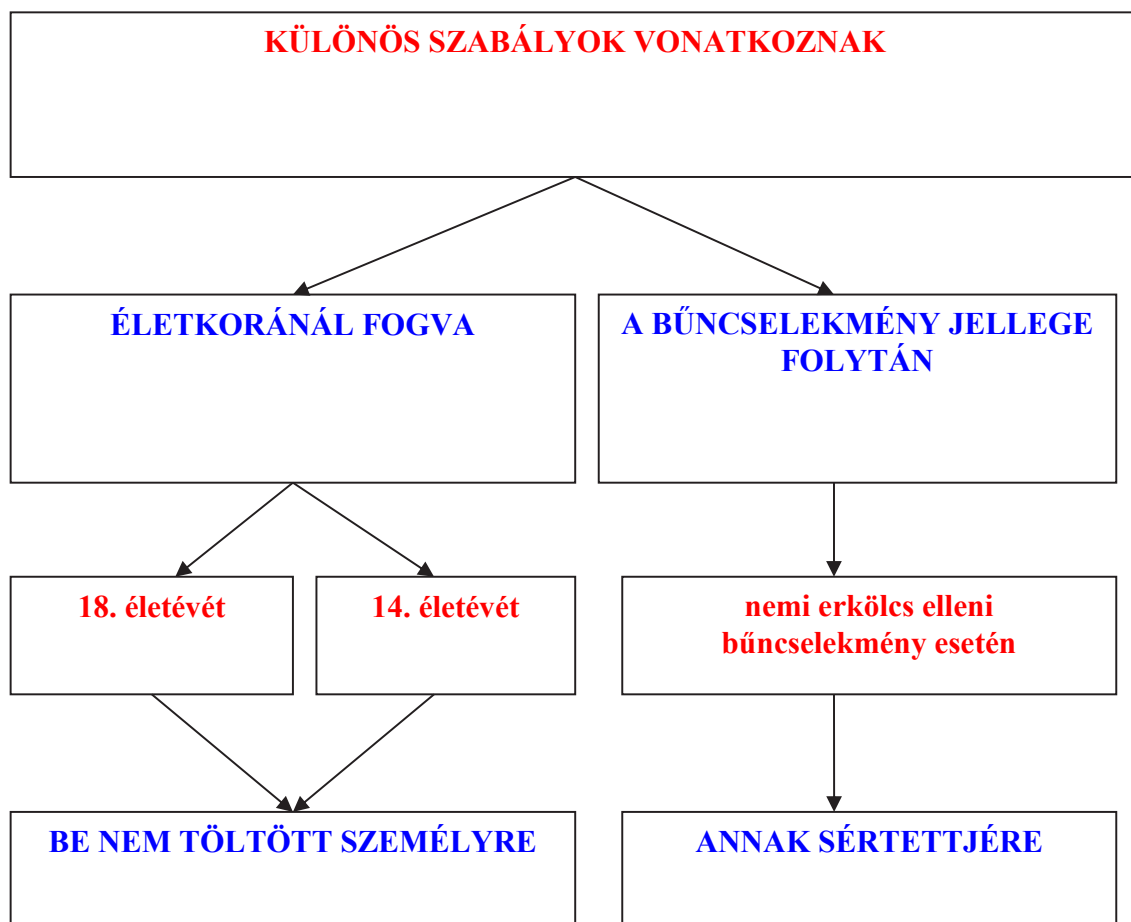 KÜLÖNÖS SZABÁLYOK VONATKOZNAK
ÉLETKORÁNÁL FOGVA
A BŰNCSELEKMÉNY JELLEGE
FOLYTÁN
18. életévét
14. életévét
nemi erkölcs elleni
bűncselekmény esetén
BE NEM TÖLTÖTT SZEMÉLYRE
ANNAK SÉRTETTJÉRE